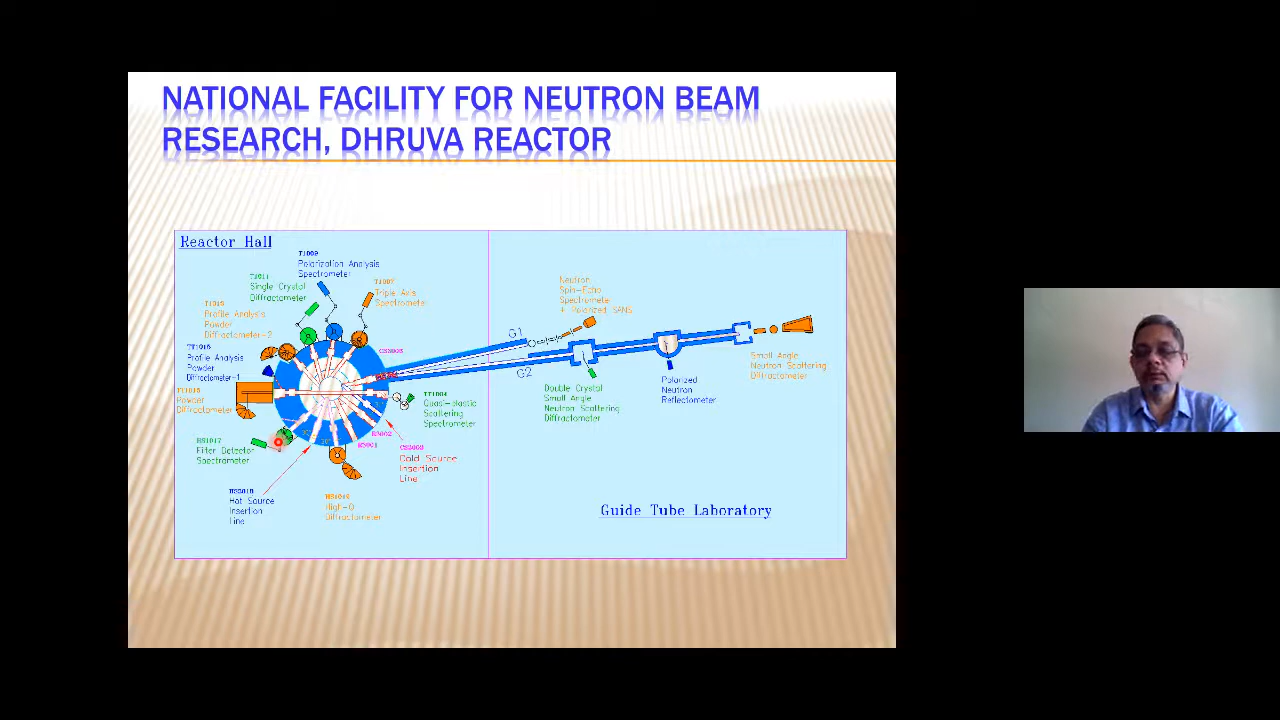 NATIONAL FACILITY FOR NEUTRON BEAM
RESEARCH, DHRUVA REACTOR
Reactor Hall
Polarization Analysis
Spectrometer
Single Crystal
Diffractometer
Triple Axis
Spectrometer
Profile Analysis
Powder
Diffractometer-2
Profile Analysis
Powder
Diffractometer-1
Powder
Diffractometer
Filter Detector
Spectrometer
Hot Source
Insertion
Line
High-Q
Diffractometer
Cold Source
Insertion
Line
Quasi-elastic
Scattering
Spectrometer
G1
G2
Neutron
Spin-Echo
Spectrometer
+ Polarized SANS
Double Crystal
Small Angle
Neutron Scattering
Diffractometer
Polarized
Neutron
Reflectometer
Small Angle
Neutron Scattering
Diffractometer
Guide Tube Laboratory